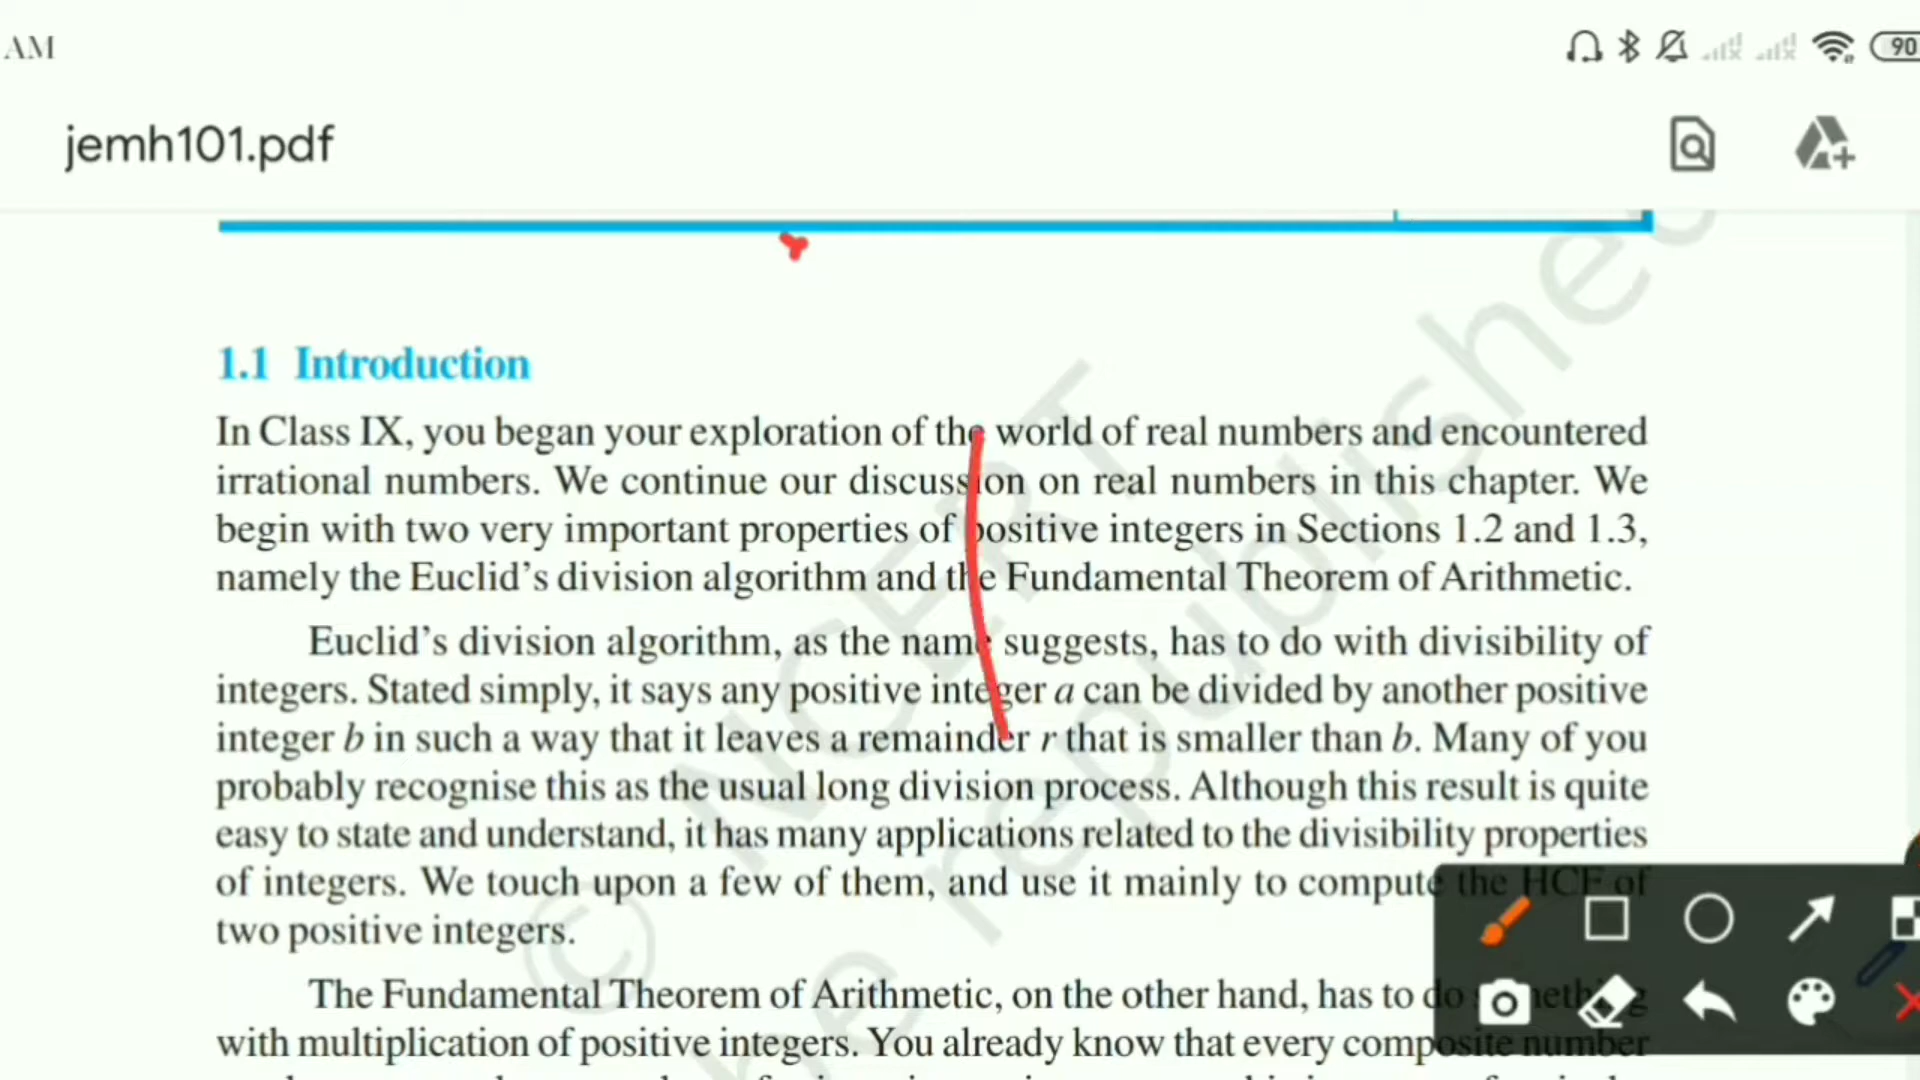 AM
90
jemh101.pdf
1.1 Introduction
In Class IX, you began your exploration of the world of real numbers and encountered
irrational numbers. We continue our discussion on real numbers in this chapter. We
begin with two very important properties of positive integers in Sections 1.2 and 1.3,
namely the Euclid's division algorithm and the Fundamental Theorem of Arithmetic.
Euclid's division algorithm, as the name suggests, has to do with divisibility of
integers. Stated simply, it says any positive integer a can be divided by another positive
integer b in such a way that it leaves a remainder r that is smaller than b. Many of you
probably recognise this as the usual long division process. Although this result is quite
easy to state and understand, it has many applications related to the divisibility properties
of integers. We touch upon a few of them, and use it mainly to compute the HCF of
two positive integers.
The Fundamental Theorem of Arithmetic, on the other hand, has to do something
with multiplication of positive integers. You already know that every composite number
© NCERT
be republished